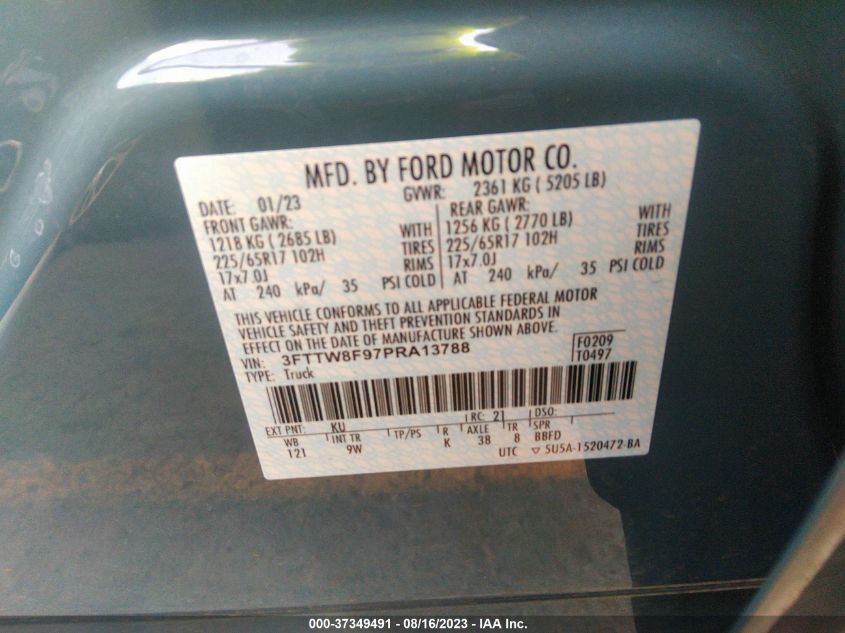 MFD. BY FORD MOTOR CO.
DATE: 01/23 GVWR: 2361 KG ( 5205 LB)
FRONT GAWR: REAR GAWR:
1218 KG ( 2685 LB) WITH 1256 KG ( 2770 LB) WITH
225/65R17 102H TIRES 225/65R17 102H TIRES
17x7.0J RIMS 17x7.0J RIMS
AT 240 kPa/ 35 PSI COLD AT 240 kPa/ 35 PSI COLD
THIS VEHICLE CONFORMS TO ALL APPLICABLE FEDERAL MOTOR
VEHICLE SAFETY AND THEFT PREVENTION STANDARDS IN
EFFECT ON THE DATE OF MANUFACTURE SHOWN ABOVE.
VIN: 3FTTW8F97PRA13788 F0209
TYPE: Truck T0497
EXT PNT: KU RC: 21 DSO:
WB INT TR TP/PS R AXLE TR SPR
121 9W K 38 8 BBFD
UTC ▽ 5U5A-1520472-BA
000-37349491 - 08/16/2023 - IAA Inc.